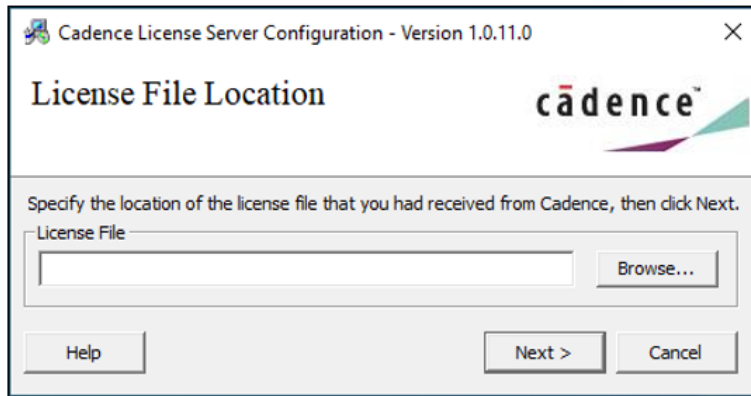 Cadence License Server Configuration - Version 1.0.11.0
License File Location
cādence™
Specify the location of the license file that you had received from Cadence, then click Next.
License File
Browse...
Help
Next >
Cancel